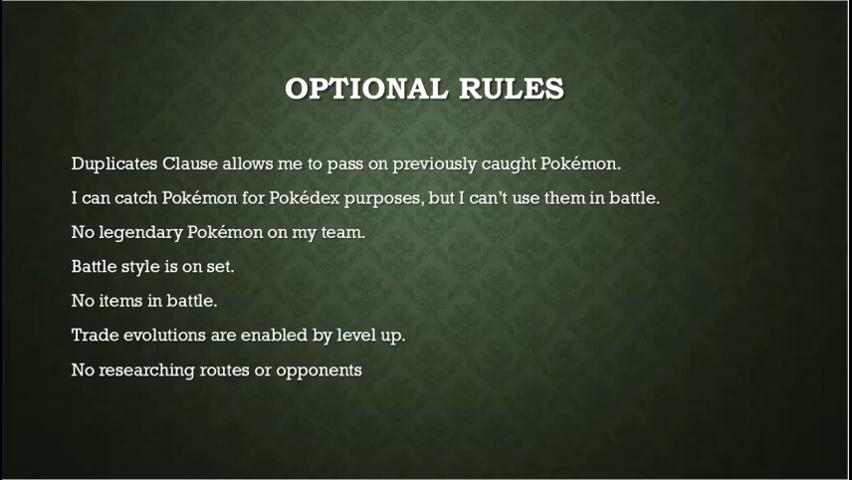 OPTIONAL RULES
Duplicates Clause allows me to pass on previously caught Pokémon.
I can catch Pokémon for Pokédex purposes, but I can't use them in battle.
No legendary Pokémon on my team.
Battle style is on set.
No items in battle.
Trade evolutions are enabled by level up.
No researching routes or opponents